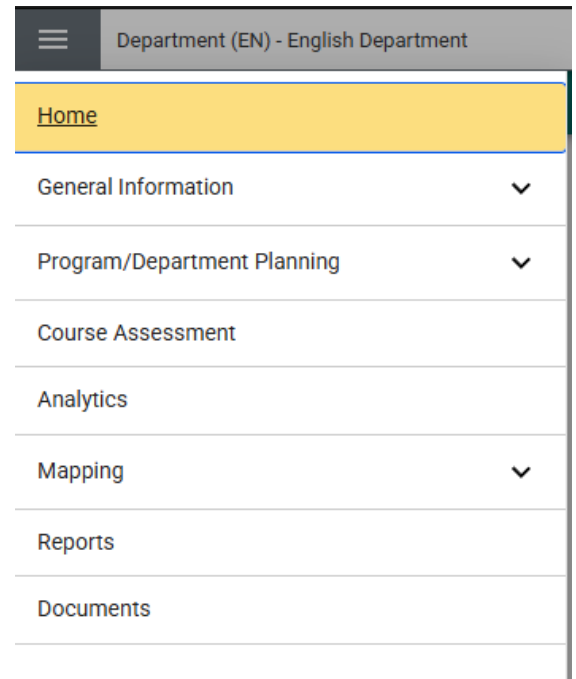 Department (EN) - English Department
Home
General Information
Program/Department Planning
Course Assessment
Analytics
Mapping
Reports
Documents